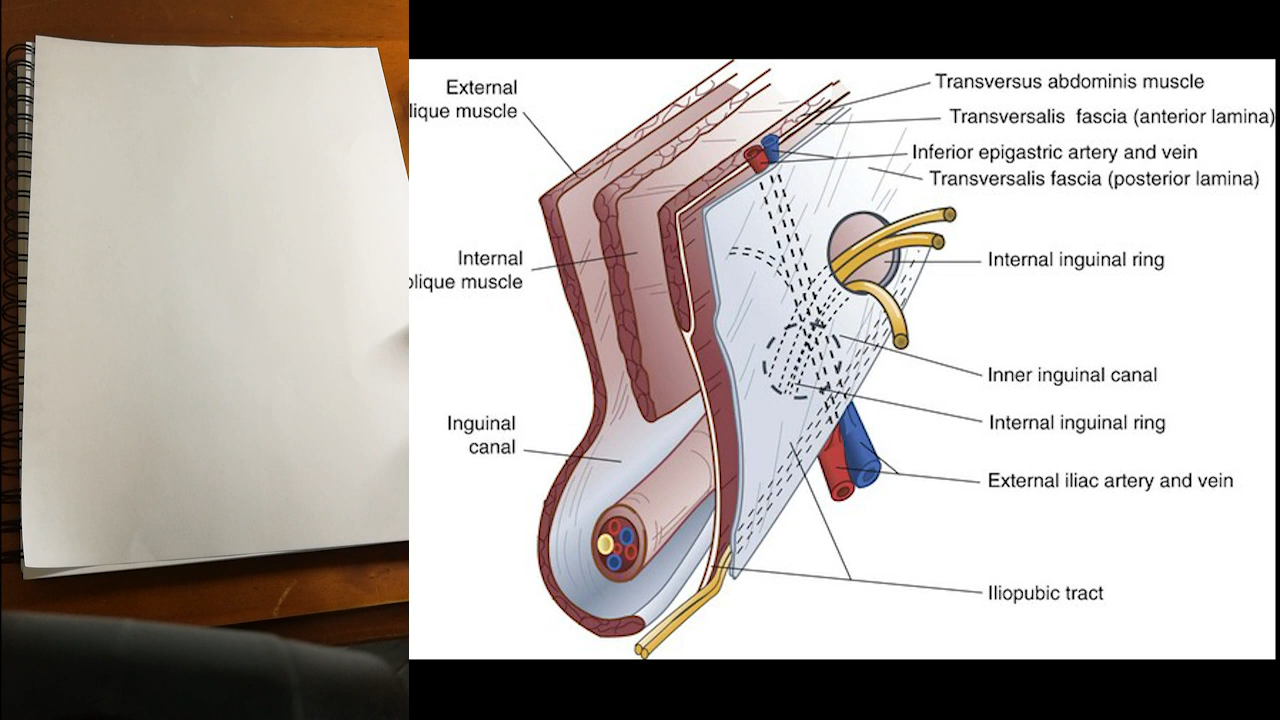 External
lique muscle
Internal
blique muscle
Inguinal
canal
Transversus abdominis muscle
Transversalis fascia (anterior lamina)
Inferior epigastric artery and vein
Transversalis fascia (posterior lamina)
Internal inguinal ring
Inner inguinal canal
Internal inguinal ring
External iliac artery and vein
Iliopubic tract